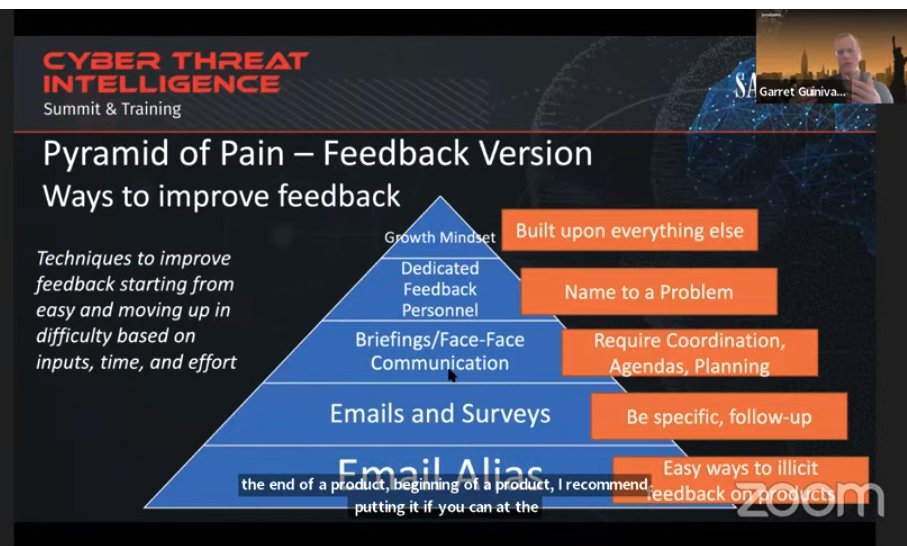 CYBER THREAT
INTELLIGENCE
Summit & Training
SA
Garret Guiniva...
Pyramid of Pain – Feedback Version
Ways to improve feedback
Techniques to improve
feedback starting from
easy and moving up in
difficulty based on
inputs, time, and effort
Growth Mindset
Built upon everything else
Dedicated
Feedback
Personnel
Name to a Problem
Briefings/Face-Face
Communication
Require Coordination,
Agendas, Planning
Emails and Surveys
Be specific, follow-up
Email Alias
Easy ways to illicit
feedback on products
the end of a product, beginning of a product, I recommend
putting it if you can at the
zoom